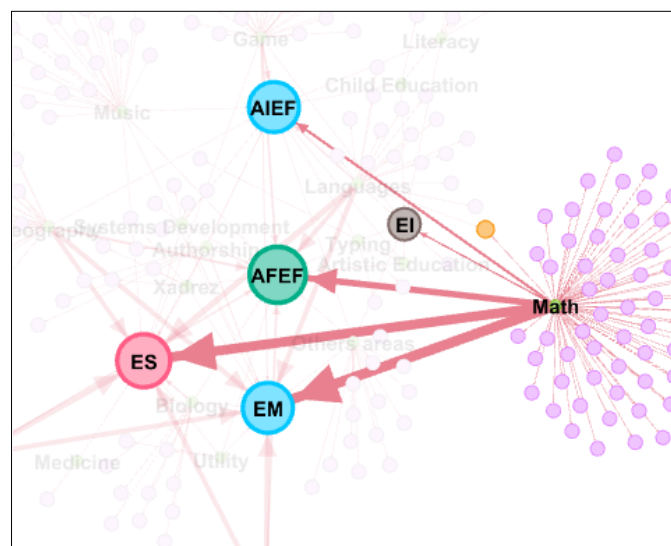 Game
Literacy
Child Education
AIEF
Music
Languages
EI
eography
Systems Development
Authorship
Typing
Artistic Education
AFEF
Xadrez
Math
Others areas
ES
EM
Biology
Medicine
Utility